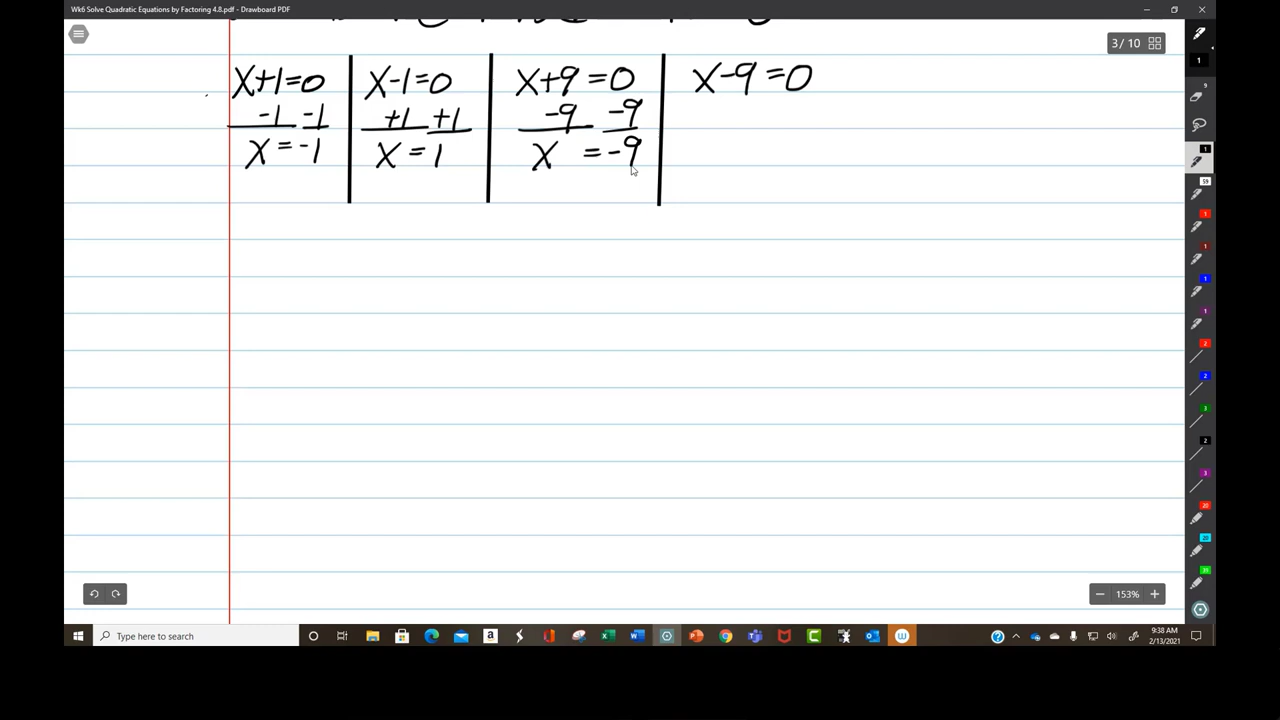 Wk6 Solve Quadratic Equations by Factoring 4.8.pdf - Drawboard PDF
3 / 10
x+1=0 x-1=0 x+9=0 x-9=0
-1 -1 +1 +1 -9 -9
x=-1 x=1 x=-9
153%
Type here to search
9:38 AM
2/13/2021